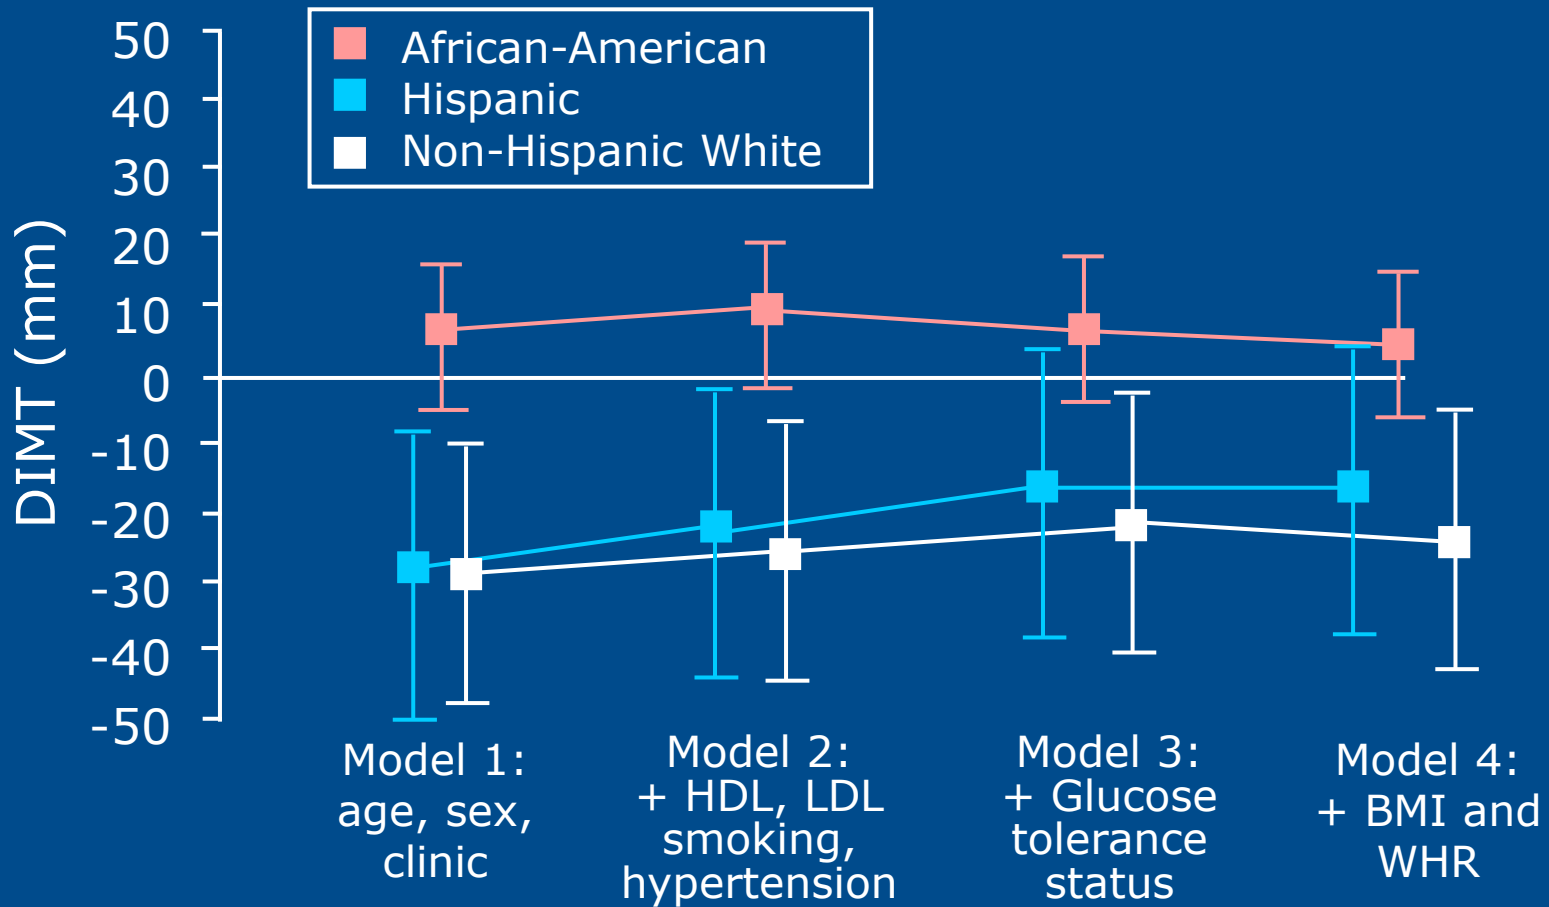 African-American
Hispanic
Non-Hispanic White
DIMT (mm)
50
40
30
20
10
0
-10
-20
-30
-40
-50
Model 1:
age, sex,
clinic
Model 2:
+ HDL, LDL
smoking,
hypertension
Model 3:
+ Glucose
tolerance
status
Model 4:
+ BMI and
WHR